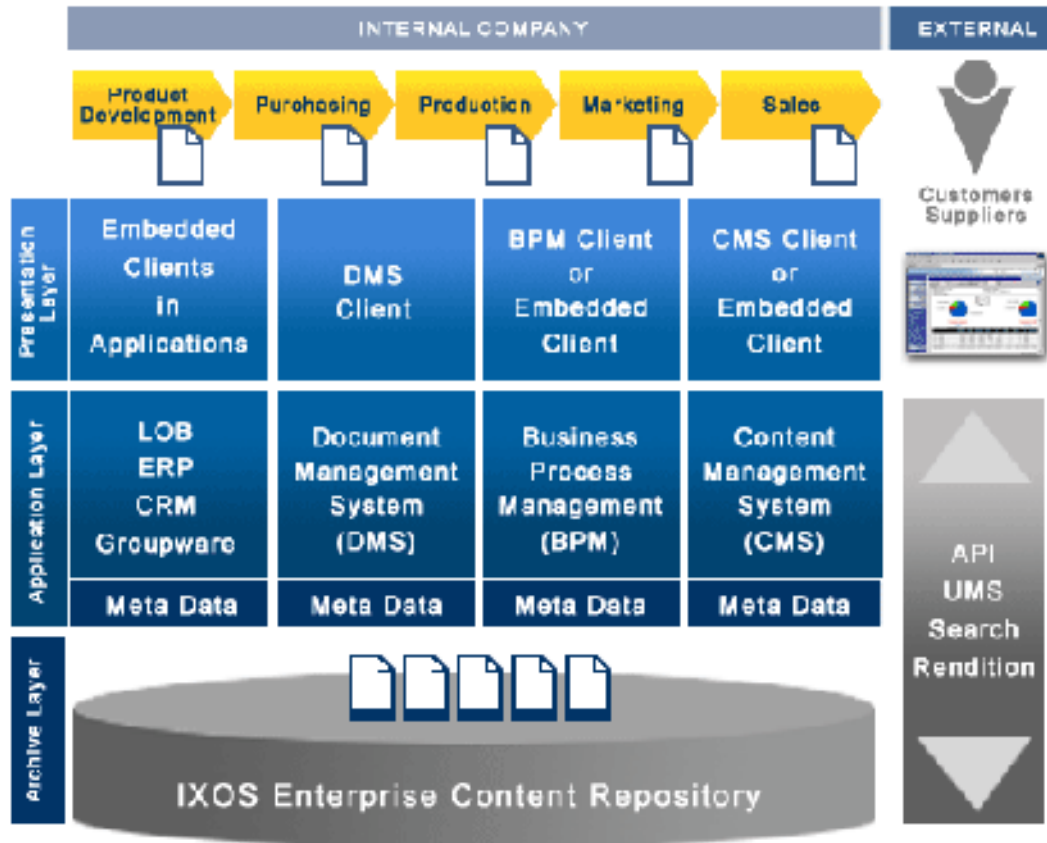 INTERNAL COMPANY
EXTERNAL
Product
Development
Purchasing
Production
Marketing
Sales
Customers
Suppliers
Presentation
Layer
Embedded
Clients
in
Applications
DMS
Client
BPM Client
or
Embedded
Client
CMS Client
or
Embedded
Client
Application Layer
LOB
ERP
CRM
Groupware
Document
Management
System
(DMS)
Business
Process
Management
(BPM)
Content
Management
System
(CMS)
Meta Data
Meta Data
Meta Data
Meta Data
API
UMS
Search
Rendition
Archive Layer
IXOS Enterprise Content Repository